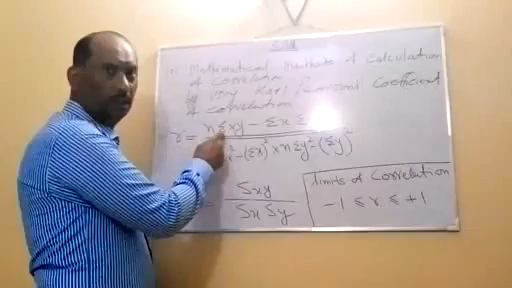 Mathematical Methods of Calculation
of Correlation
Karl Pearson's Coefficient
of correlation
r = n Σxy - Σx Σ
² - (Σx)² × n Σy² - (Σy)²
= Sxy
Sx Sy
limits of Correlation
-1 ≤ r ≤ +1